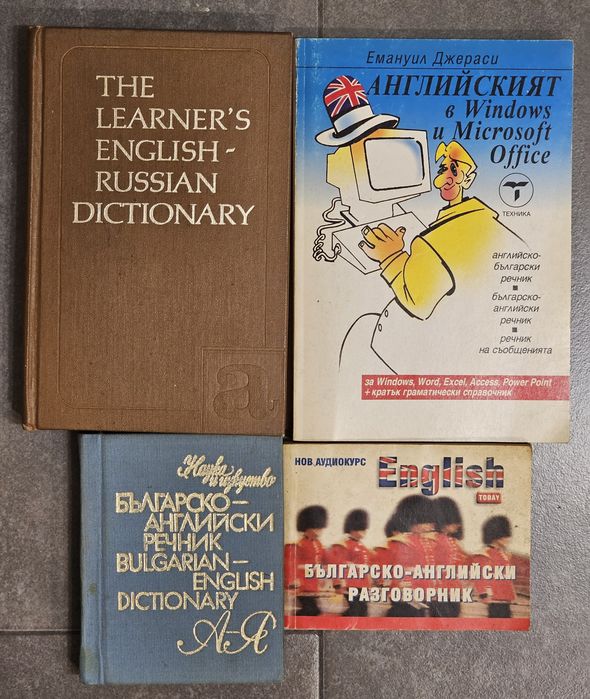 THE
LEARNER'S
ENGLISH-
RUSSIAN
DICTIONARY
a
Емануил Джераси
АНГЛИЙСКИЯТ
в Windows
и Microsoft
Office
Т
ТЕХНИКА
английско-
български
речник
българско-
английски
речник
речник
на съобщенията
за Windows, Word, Excel, Access, Power Point
+ кратък граматически справочник
Наука
и изкуство
БЪЛГАРСКО-
АНГЛИЙСКИ
РЕЧНИК
BULGARIAN-
ENGLISH
DICTIONARY
А-Я
НОВ АУДИОКУРС
English
TODAY
БЪЛГАРСКО-АНГЛИЙСКИ
РАЗГОВОРНИК